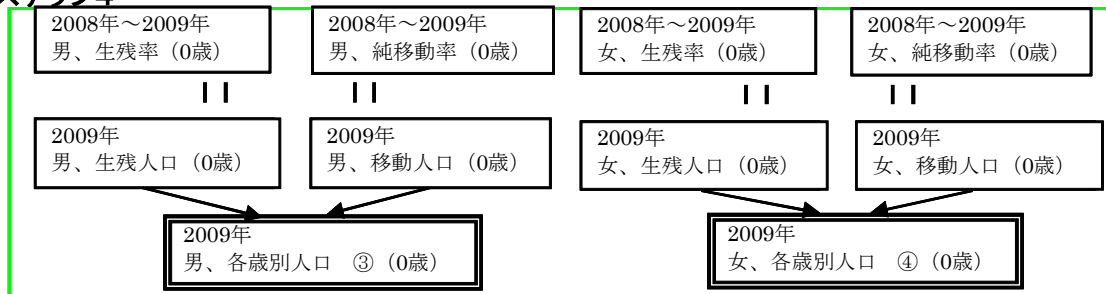 2008年～2009年
男、生残率（0歳）
2008年～2009年
男、純移動率（0歳）
2008年～2009年
女、生残率（0歳）
2008年～2009年
女、純移動率（0歳）
2009年
男、生残人口（0歳）
2009年
男、移動人口（0歳）
2009年
女、生残人口（0歳）
2009年
女、移動人口（0歳）
2009年
男、各歳別人口　③（0歳）
2009年
女、各歳別人口　④（0歳）